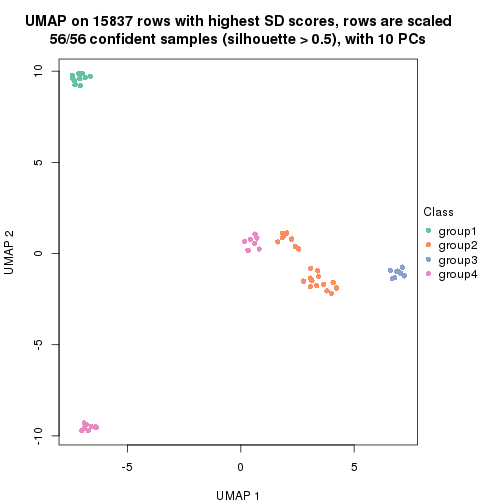 UMAP on 15837 rows with highest SD scores, rows are scaled
56/56 confident samples (silhouette > 0.5), with 10 PCs
10
5
0
-5
-10
UMAP 2
-5
0
5
UMAP 1
Class
group1
group2
group3
group4